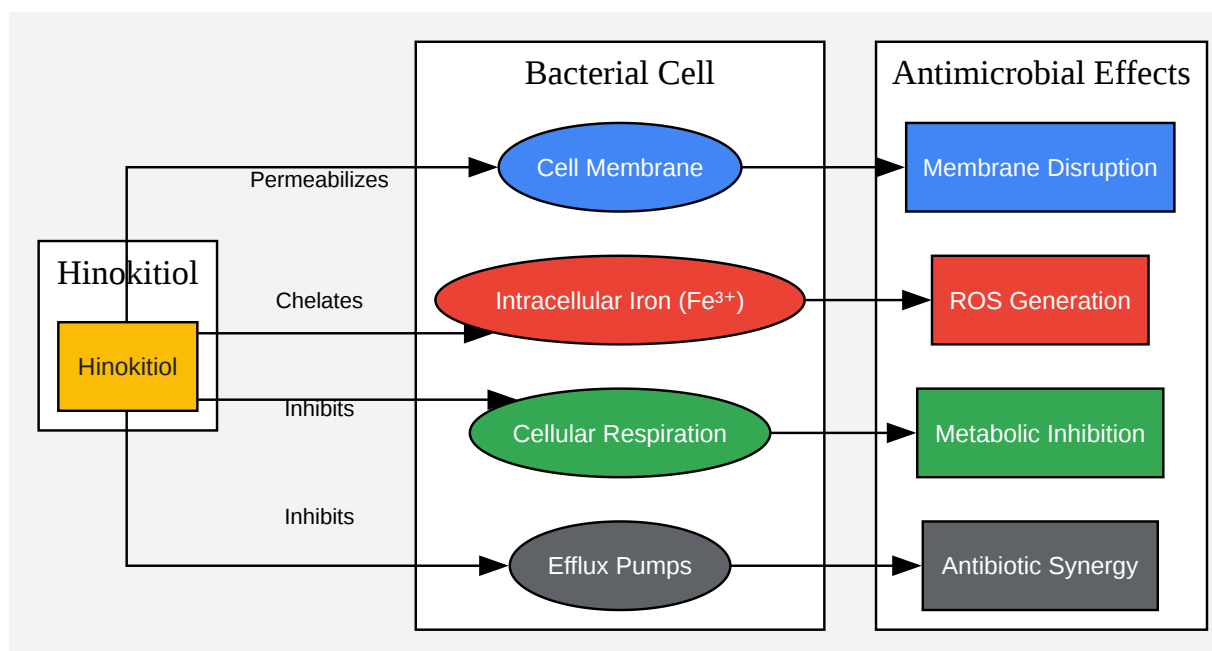 Bacterial Cell
Antimicrobial Effects
Cell Membrane
Membrane Disruption
Permeabilizes
Hinokitiol
Chelates
Intracellular Iron (Fe³⁺)
ROS Generation
Hinokitiol
Inhibits
Cellular Respiration
Metabolic Inhibition
Inhibits
Efflux Pumps
Antibiotic Synergy